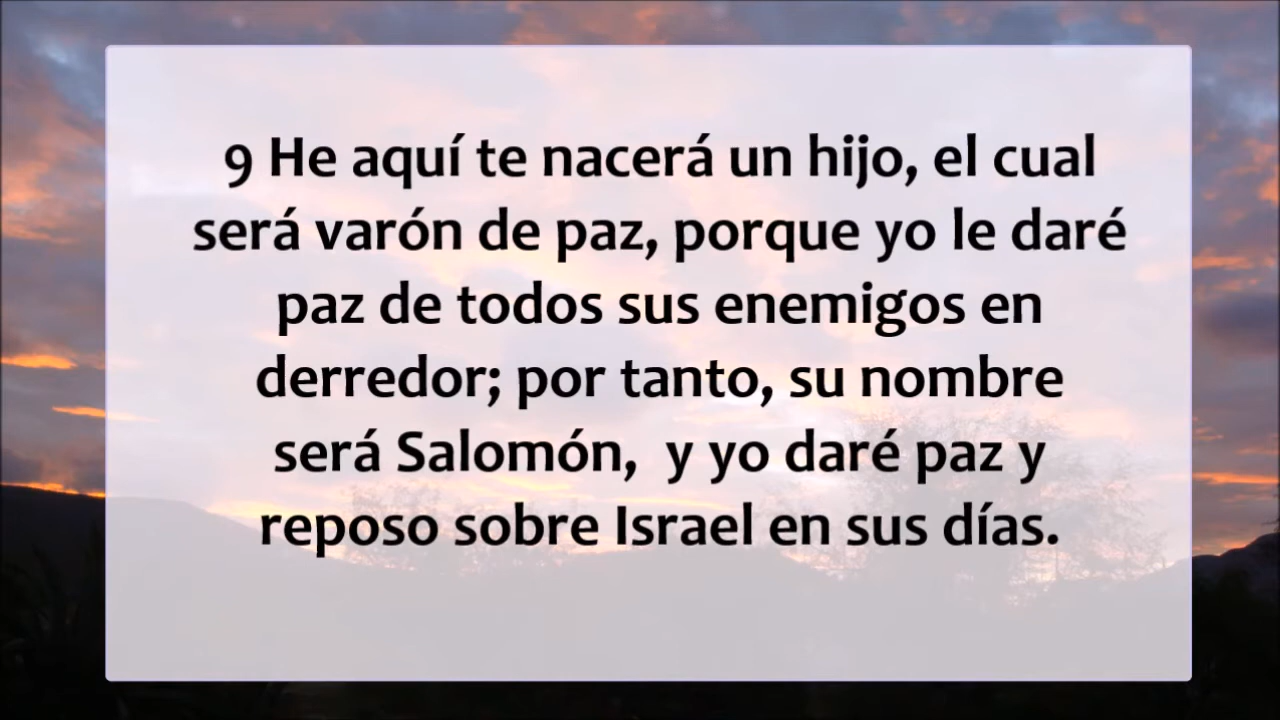 9 He aquí te nacerá un hijo, el cual
será varón de paz, porque yo le daré
paz de todos sus enemigos en
derredor; por tanto, su nombre
será Salomón,  y yo daré paz y
reposo sobre Israel en sus días.